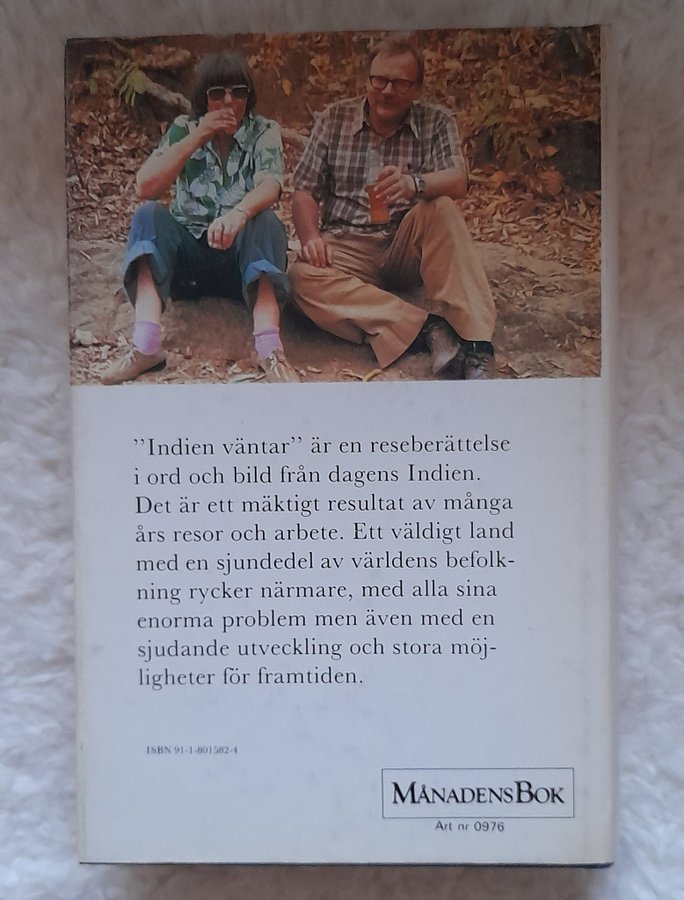 ”Indien väntar” är en reseberättelse
i ord och bild från dagens Indien.
Det är ett mäktigt resultat av många
års resor och arbete. Ett väldigt land
med en sjundedel av världens befolk-
ning rycker närmare, med alla sina
enorma problem men även med en
sjudande utveckling och stora möj-
ligheter för framtiden.
ISBN 91-1-801582-4
MÅNADENSBOK
Art nr 0976